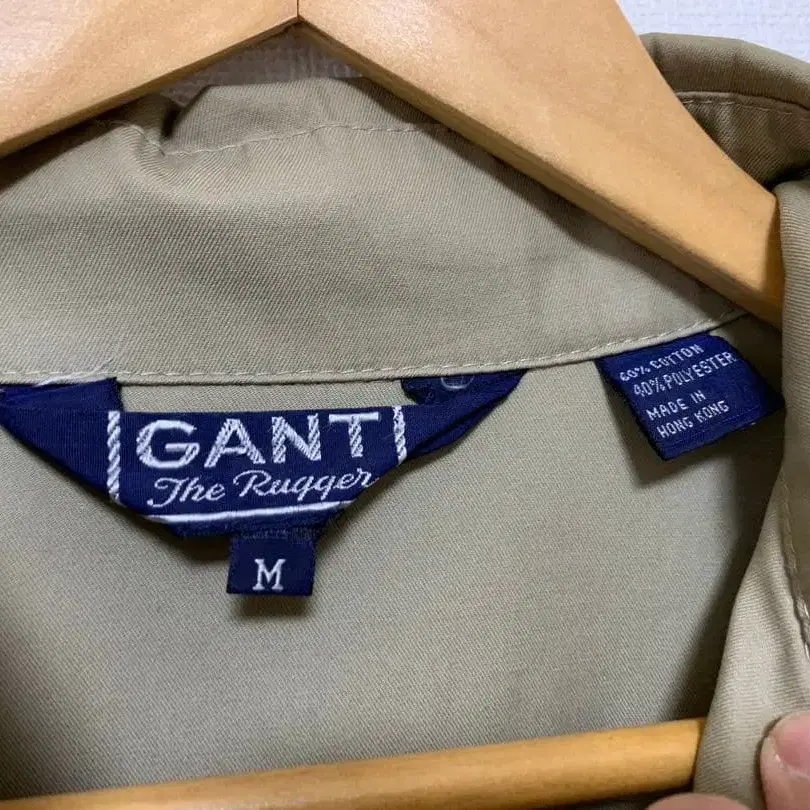 GANT
The Rugger
M
60% COTTON
40% POLYESTER
MADE IN
HONG KONG